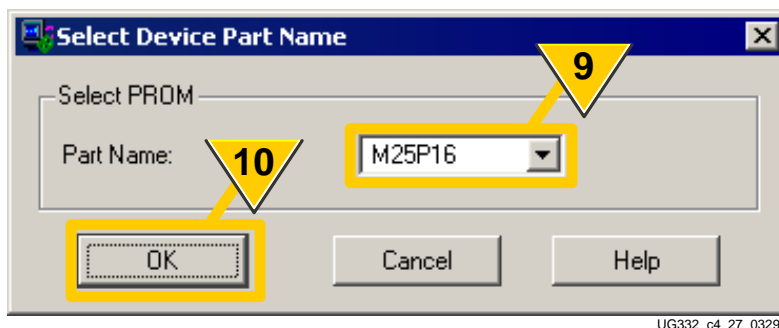 Select Device Part Name
9
Select PROM
Part Name:
10
M25P16
OK
Cancel
Help
UG332_c4_27_0329